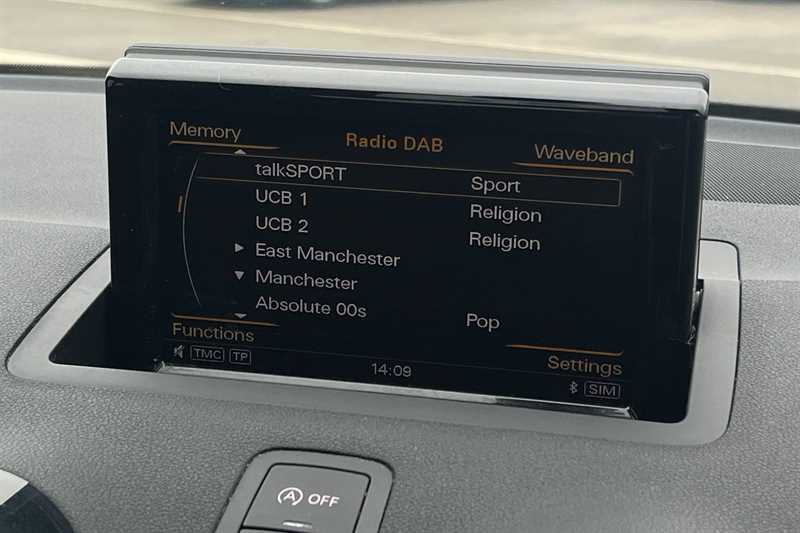 Memory
Radio DAB
Waveband
talkSPORT Sport
UCB 1 Religion
UCB 2 Religion
East Manchester
Manchester
Absolute 00s Pop
Functions
Settings
TMC TP
14:09
SIM
A OFF